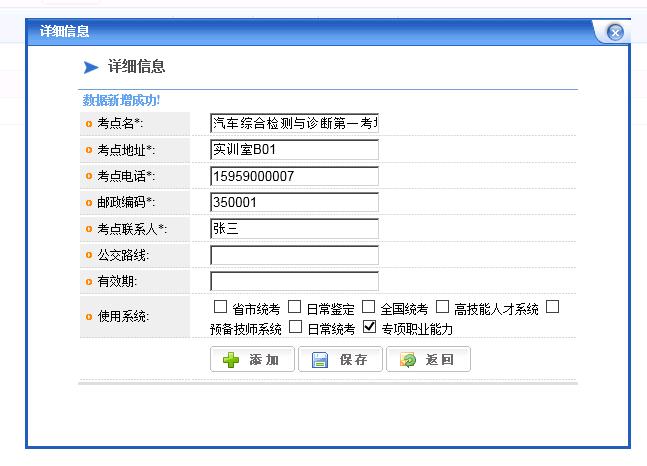 详细信息
详细信息
数据新增成功!
考点名*: 汽车综合检测与诊断第一考
考点地址*: 实训室B01
考点电话*: 15959000007
邮政编码*: 350001
考点联系人*: 张三
公交路线:
有效期:
使用系统: 省市统考 日常鉴定 全国统考 高技能人才系统
预备技师系统 日常统考 专项职业能力
添加 保存 返回